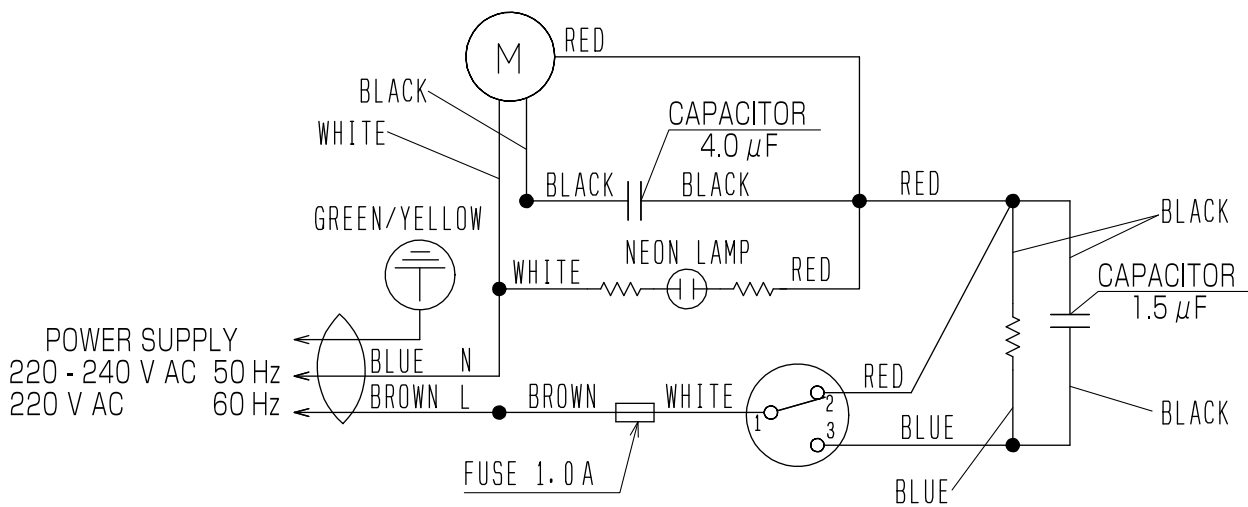 RED
M
BLACK
WHITE
CAPACITOR
4.0 μF
BLACK
BLACK
RED
BLACK
GREEN/YELLOW
NEON LAMP
WHITE
RED
CAPACITOR
1.5 μF
POWER SUPPLY
220 - 240 V AC 50 Hz
220 V AC 60 Hz
BLUE N
BROWN L
BROWN
WHITE
1
2
3
RED
BLUE
BLACK
FUSE 1.0A
BLUE